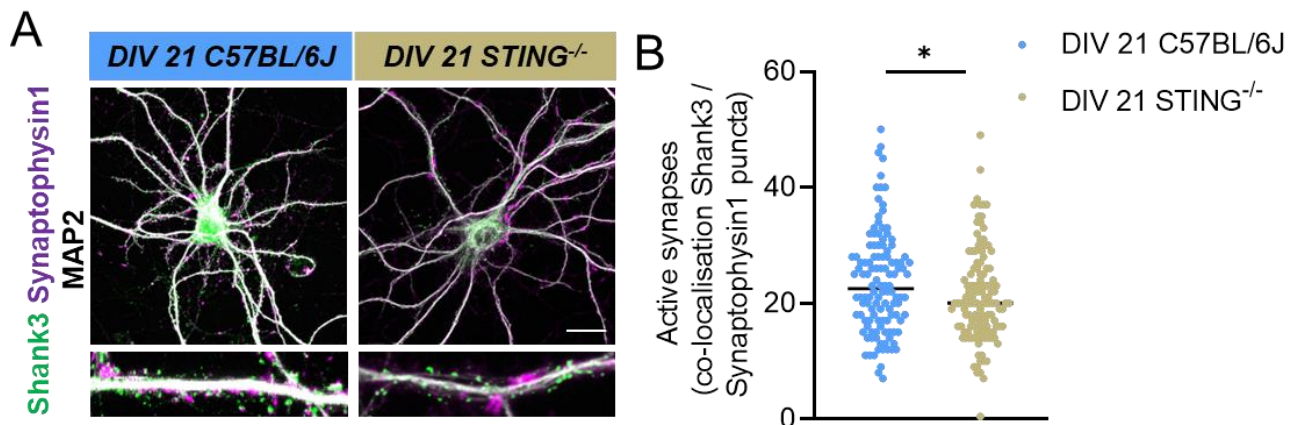 A
DIV 21 C57BL/6J
DIV 21 STING-/-
Shank3 Synaptophysin1
MAP2
B
Active synapses
(co-localisation Shank3 /
Synaptophysin1 puncta)
60
40
20
0
*
DIV 21 C57BL/6J
DIV 21 STING-/-